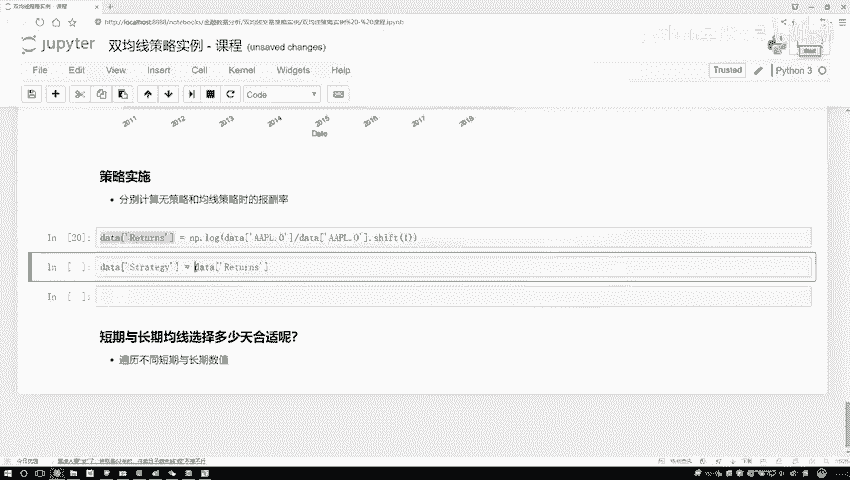 双均线策略实例 - 课程
jupyter 双均线策略实例 - 课程 (unsaved changes)
File Edit View Insert Cell Kernel Widgets Help
Trusted Python 3
Code
2011 2012 2013 2014 2015 2016 2017 2018
Date
策略实施
分别计算无策略和均线策略时的报酬率
In [20]: data['Returns'] = np.log(data['AAPL.O']/data['AAPL.O'].shift(1))
In [ ]: data['Strategy'] = data['Returns']
In [ ]:
短期与长期均线选择多少天合适呢?
遍历不同短期与长期数值